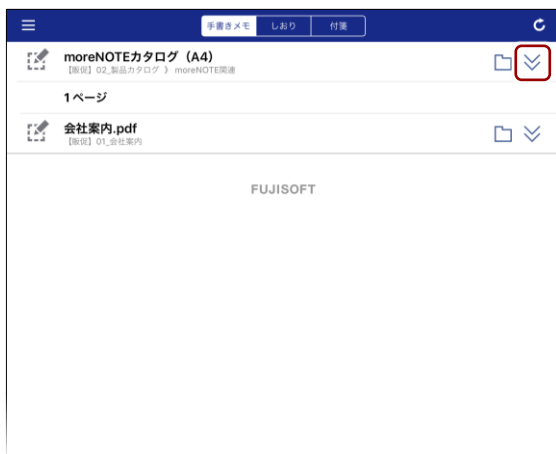 手書きメモ しおり 付箋
moreNOTEカタログ（A4）
【販促】02_製品カタログ 》 moreNOTE関連
1ページ
会社案内.pdf
【販促】01_会社案内
FUJISOFT